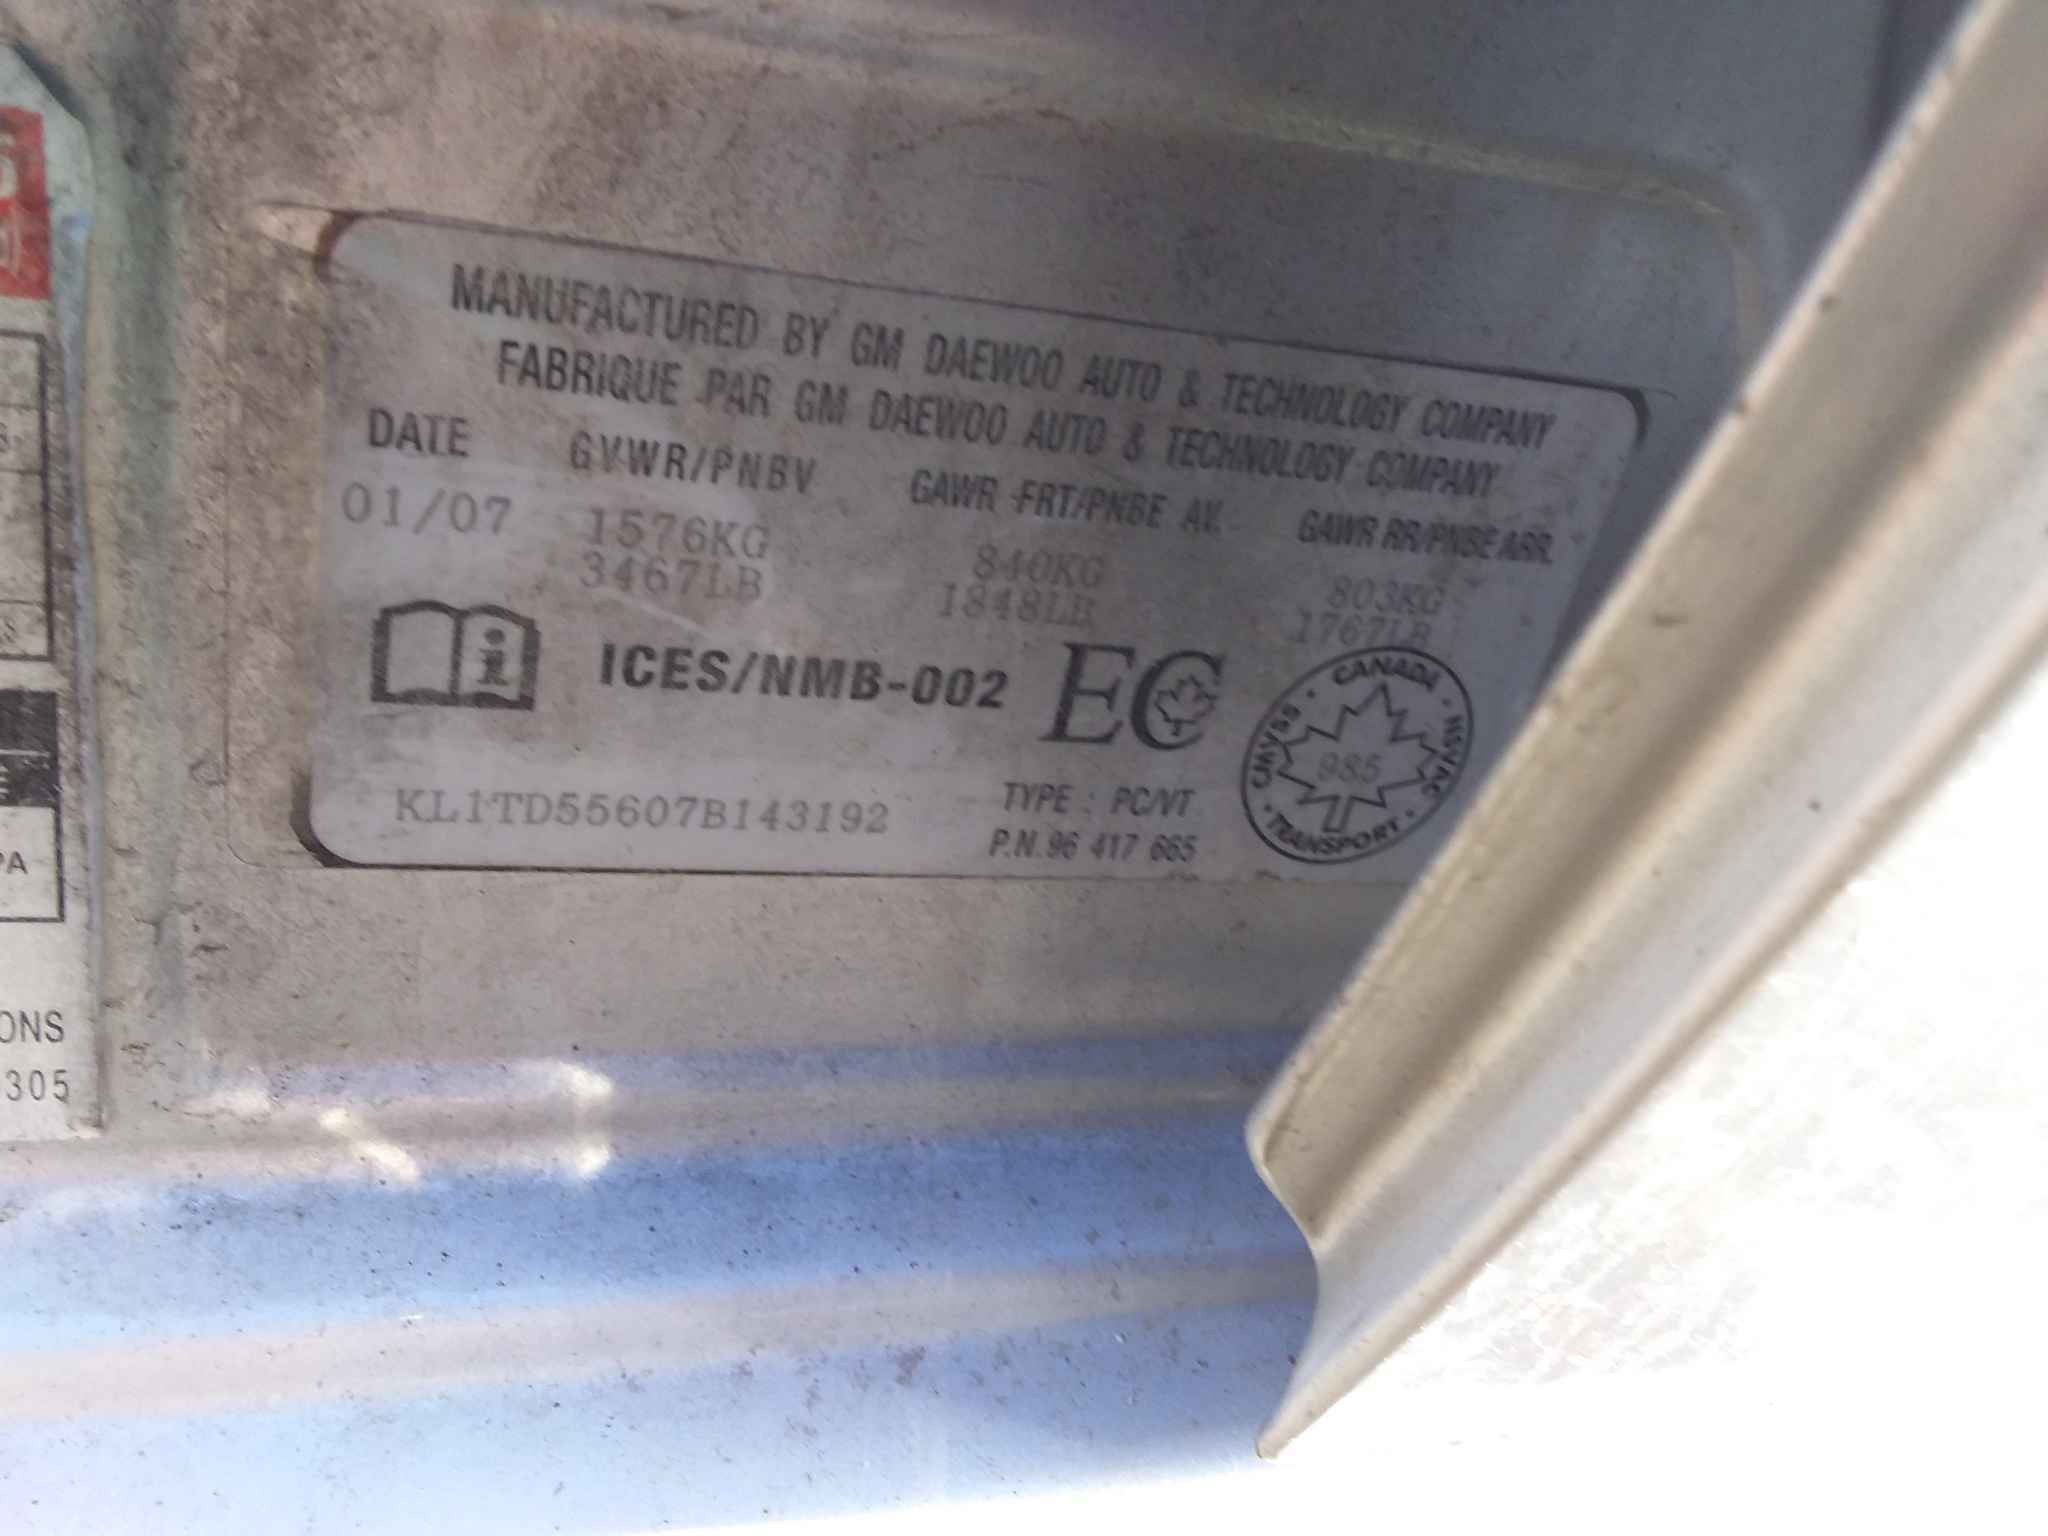 MANUFACTURED BY GM DAEWOO AUTO & TECHNOLOGY COMPANY
FABRIQUE PAR GM DAEWOO AUTO & TECHNOLOGY COMPANY
DATE GVWR/PNBV GAWR FRT/PNBE AV. GAWR RR/PNBE ARR.
01/07 1576KG 840KG 803KG
3467LB 1848LB 1767LB
ICES/NMB-002 EC
CANADA
CMVSS · NSVAC
985
TRANSPORT
KL1TD55607B143192 TYPE : PC/VT
P.N. 96 417 665
PA
ONS
305